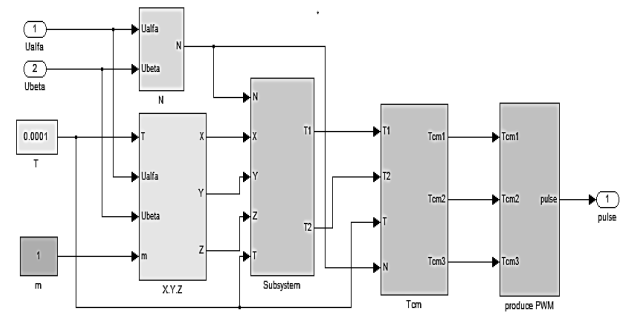 1
Ualfa
2
Ubeta
Ualfa
Ubeta
N
N
0.0001
T
1
m
T
Ualfa
Ubeta
m
X
Y
Z
X.Y.Z
N
X
Y
Z
T
T1
T2
Subsystem
T1
T2
T
N
Tcm1
Tcm2
Tcm3
Tcm
Tcm1
Tcm2
Tcm3
pulse
produce PWM
1
pulse